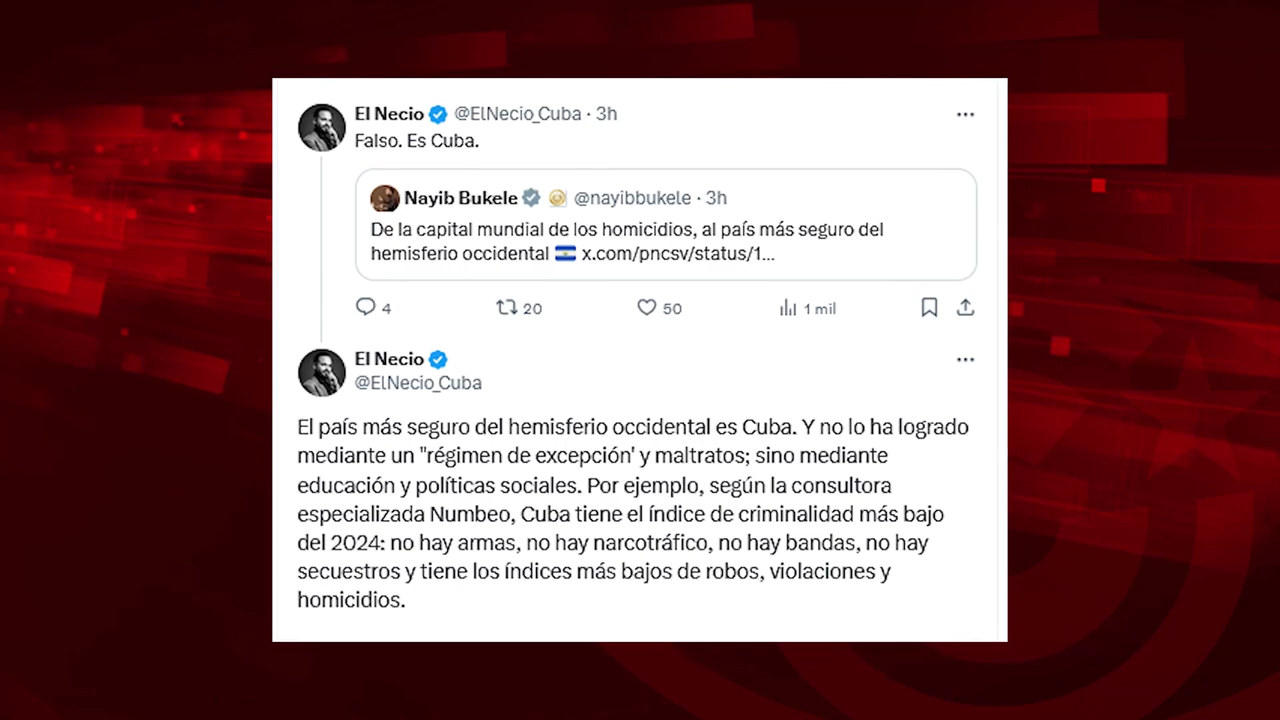 El Necio @ElNecio_Cuba · 3h
Falso. Es Cuba.
Nayib Bukele @nayibbukele · 3h
De la capital mundial de los homicidios, al país más seguro del
hemisferio occidental 🇸🇻 x.com/pncsv/status/1...
4 20 50 1 mil
El Necio
@ElNecio_Cuba
El país más seguro del hemisferio occidental es Cuba. Y no lo ha logrado
mediante un "régimen de excepción' y maltratos; sino mediante
educación y políticas sociales. Por ejemplo, según la consultora
especializada Numbeo, Cuba tiene el índice de criminalidad más bajo
del 2024: no hay armas, no hay narcotráfico, no hay bandas, no hay
secuestros y tiene los índices más bajos de robos, violaciones y
homicidios.